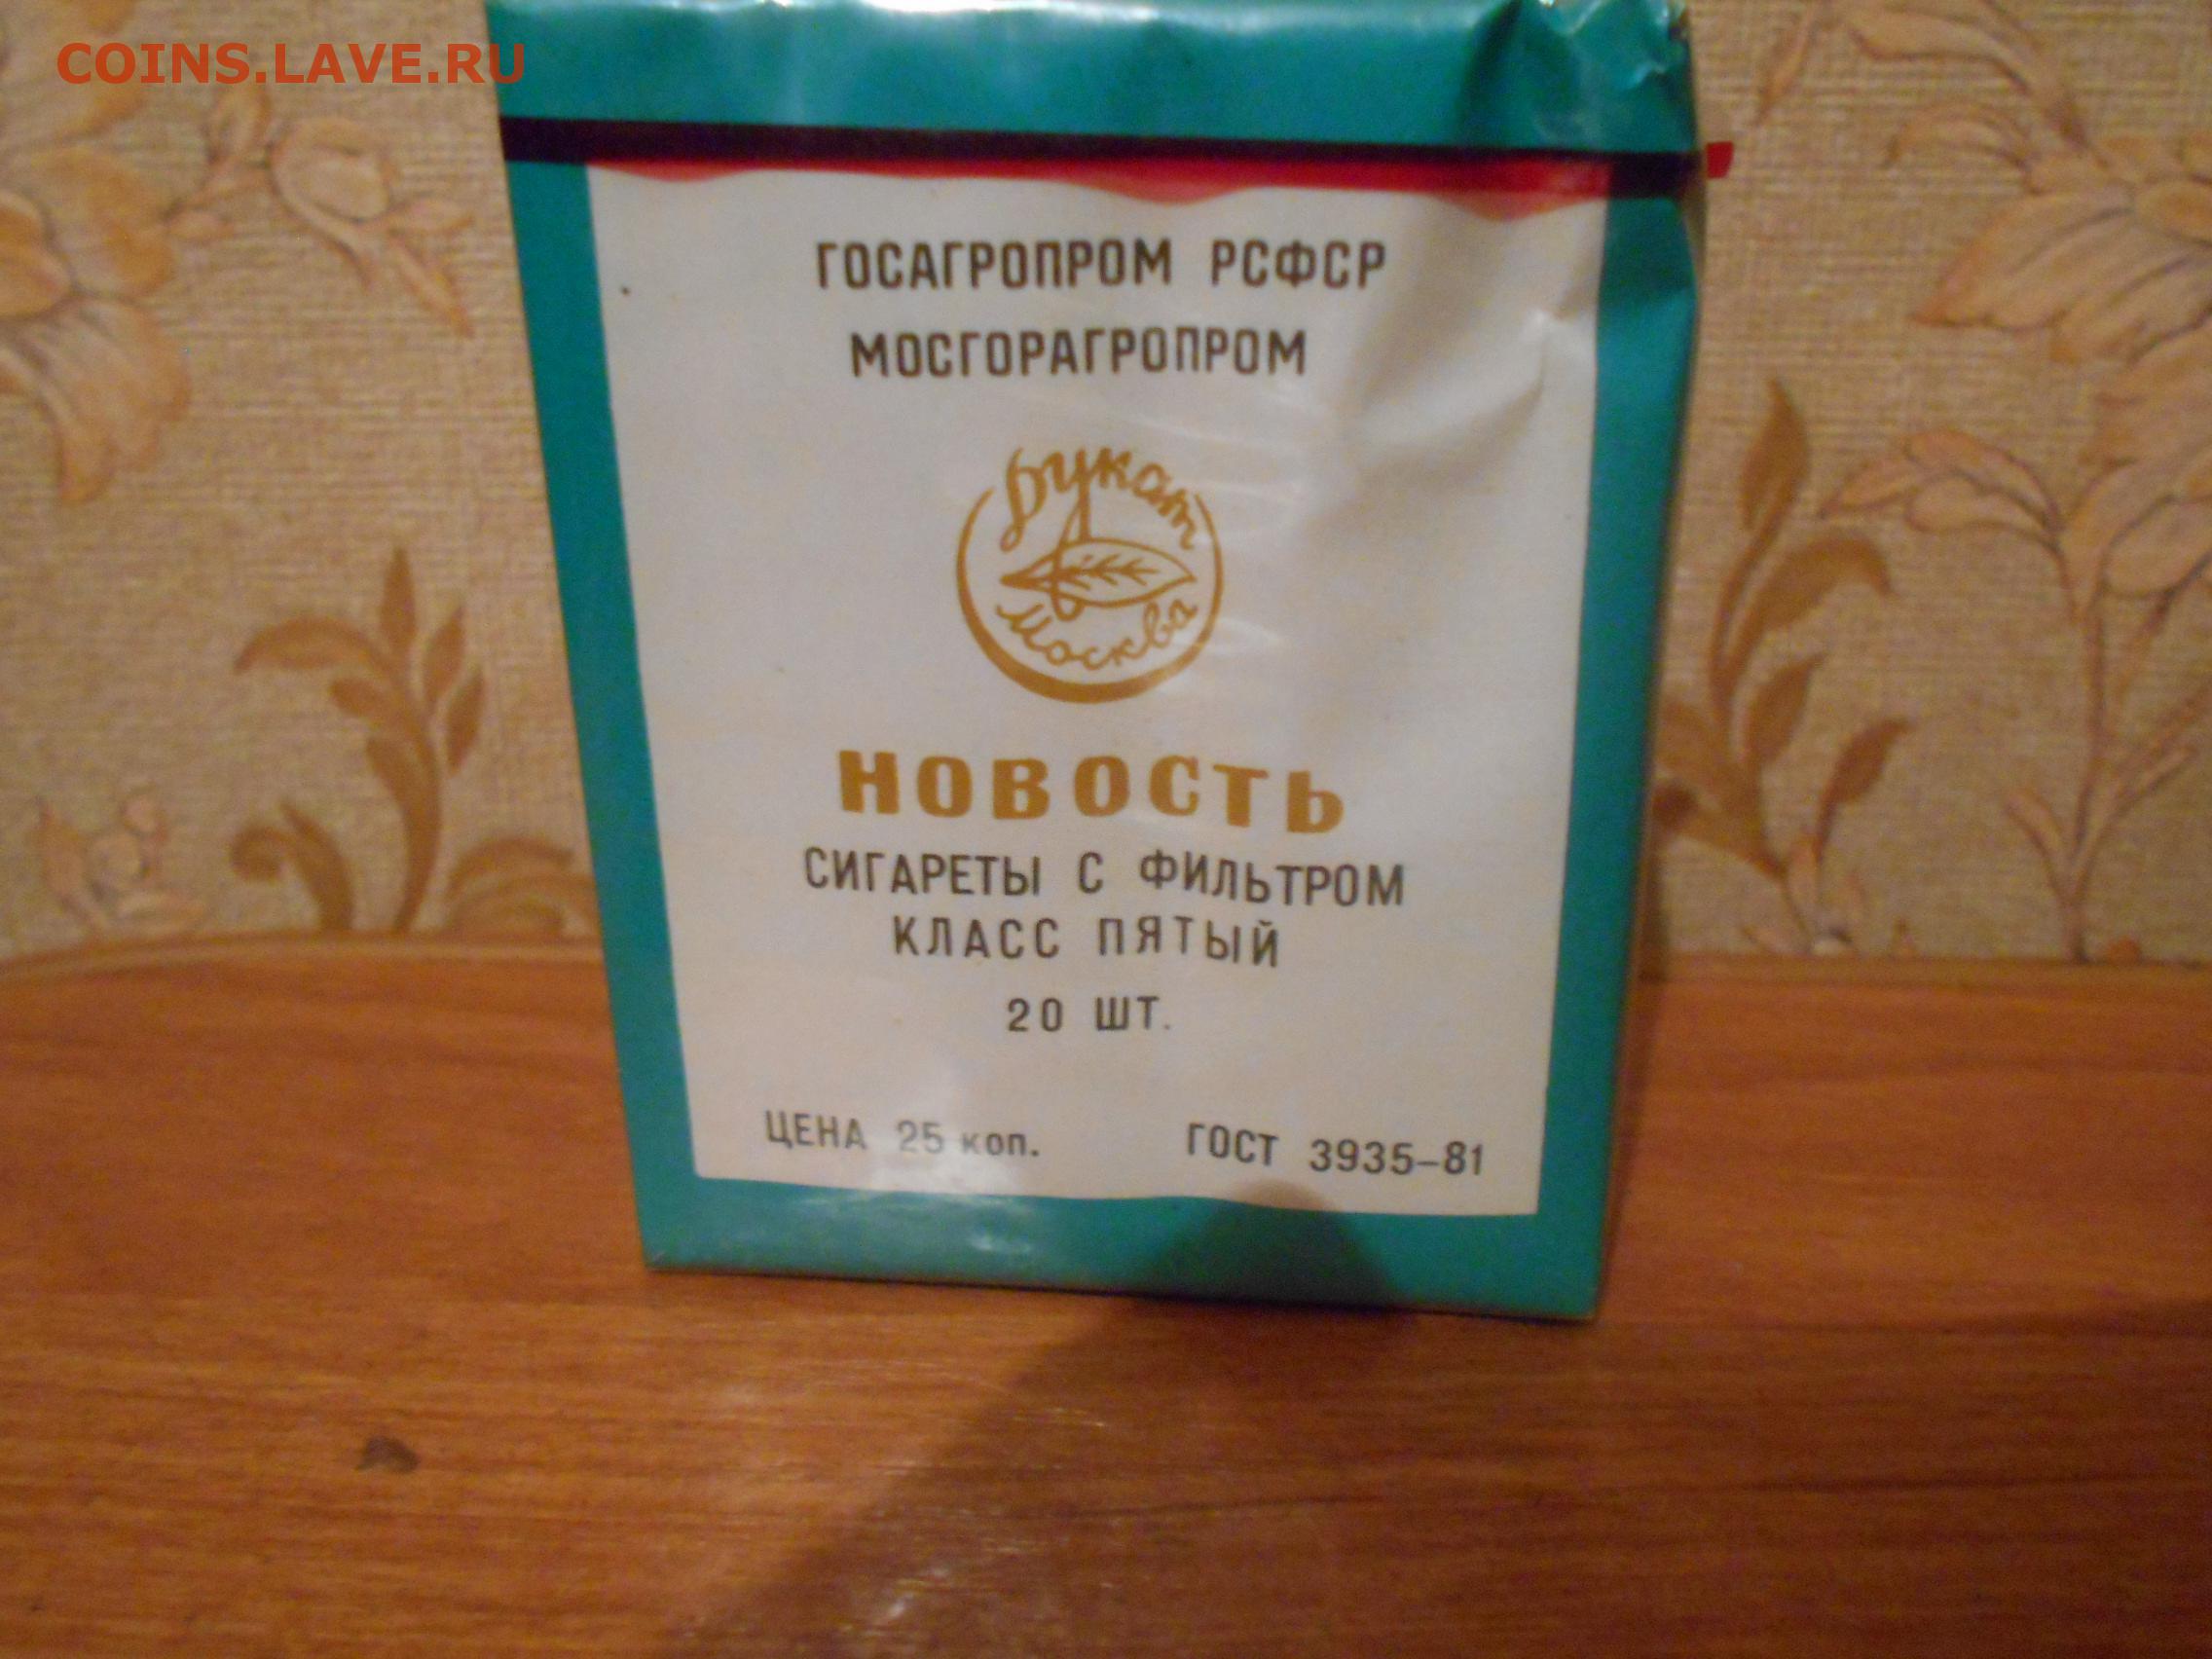 COINS.LAVE.RU
ГОСАГРОПРОМ РСФСР
МОСГОРАГРОПРОМ
Дукат
Москва
НОВОСТЬ
СИГАРЕТЫ С ФИЛЬТРОМ
КЛАСС ПЯТЫЙ
20 ШТ.
ЦЕНА 25 коп. ГОСТ 3935-81